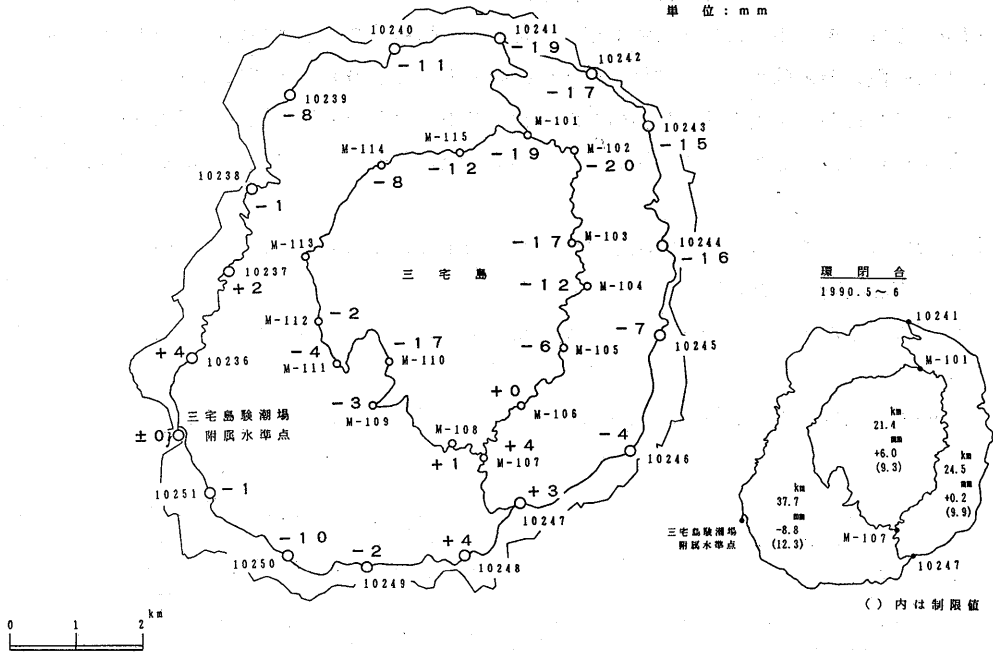 単位：mm
10240
-11
10241
-19
10242
-17
10239
-8
10243
-15
M-101
-19
M-115
-12
M-114
-8
M-102
-20
10238
-1
M-113
-17
M-103
10244
-16
三宅島
10237
+2
-12
M-104
環閉合
1990.5～6
M-112
-2
-7
10245
10241
+4
10236
-4
M-111
-17
M-110
-6
M-105
M-101
-3
M-109
+0
M-106
三宅島験潮場
附属水準点
±0
M-108
+1
+4
M-107
-4
10246
km
21.4
mm
+6.0
(9.3)
km
24.5
mm
+0.2
(9.9)
km
37.7
mm
-8.8
(12.3)
10251
-1
+3
10247
三宅島験潮場
附属水準点
M-107
10247
-10
10250
-2
10249
+4
10248
( ) 内は制限値
km
0 1 2